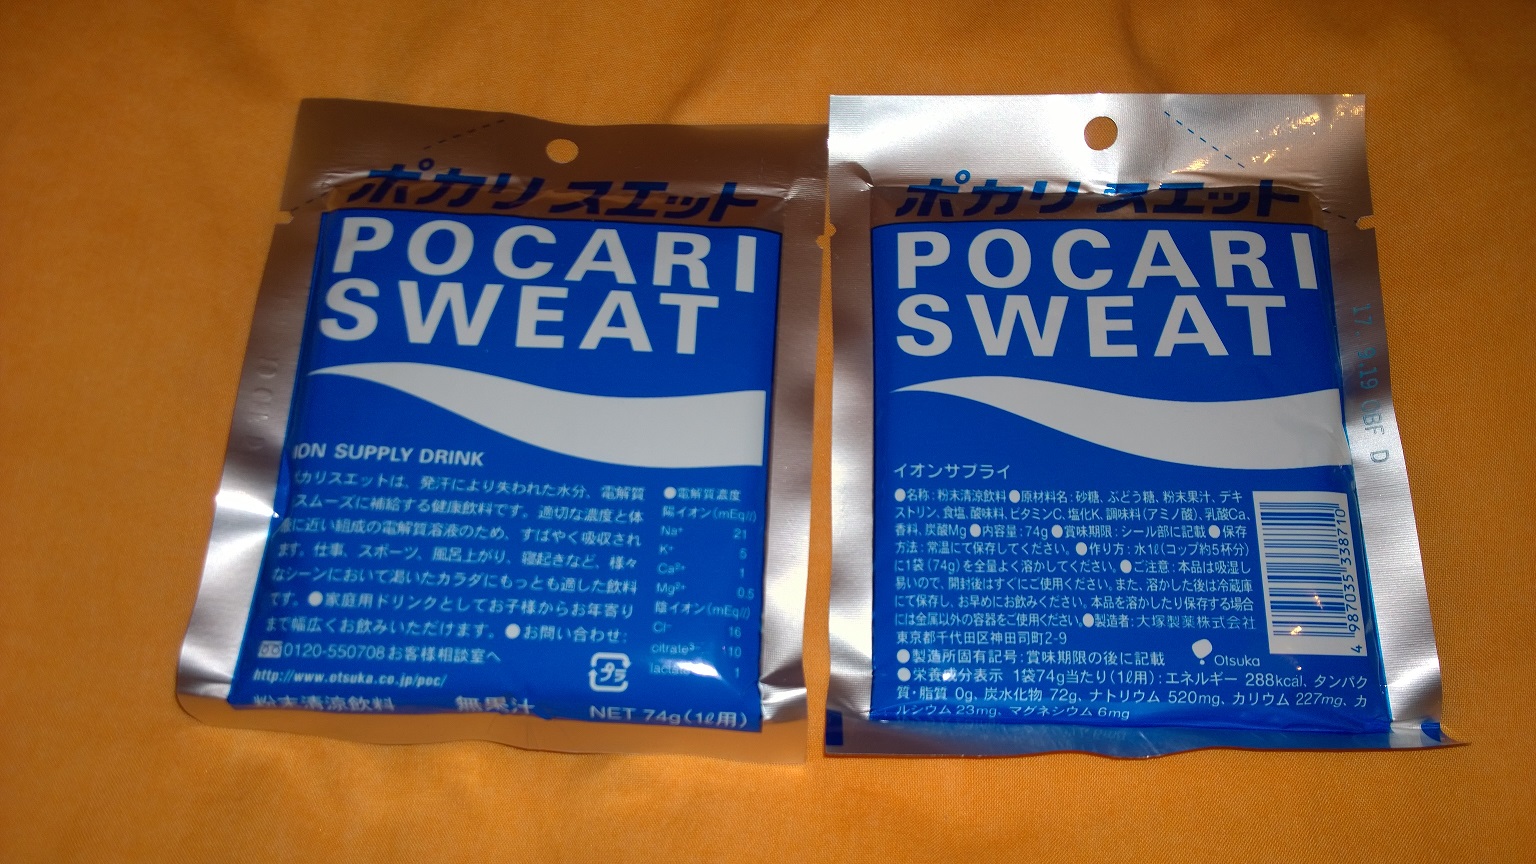 ポカリスエット
POCARI
SWEAT
ION SUPPLY DRINK
カリスエットは、発汗により失われた水分、電解質
スムーズに補給する健康飲料です。適切な濃度と体
液に近い組成の電解質溶液のため、すばやく吸収され
ます。仕事、スポーツ、風呂上がり、寝起きなど、様々
なシーンにおいて渇いたカラダにもっとも適した飲料
です。●家庭用ドリンクとしてお子様からお年寄り
まで幅広くお飲みいただけます。●お問い合わせ:
0120-550708お客様相談室へ
http://www.otsuka.co.jp/poc/
●電解質濃度
陽イオン(mEq/l)
Na⁺ 21
K⁺ 5
Ca²⁺ 1
Mg²⁺ 0.5
陰イオン(mEq/l)
Cl⁻ 16
citrate³⁻ 10
lactate⁻ 1
プラ
粉末清涼飲料 無果汁 NET 74g(1ℓ用)
ポカリスエット
POCARI
SWEAT
イオンサプライ
●名称:粉末清涼飲料●原材料名:砂糖、ぶどう糖、粉末果汁、デキ
ストリン、食塩、酸味料、ビタミンC、塩化K、調味料(アミノ酸)、乳酸Ca、
香料、炭酸Mg●内容量:74g●賞味期限:シール部に記載●保存
方法:常温にて保存してください。●作り方:水1ℓ(コップ約5杯分)
に1袋(74g)を全量よく溶かしてください。●ご注意:本品は吸湿し
易いので、開封後はすぐにご使用ください。また、溶かした後は冷蔵庫
にて保存し、お早めにお飲みください。本品を溶かしたり保存する場合
には金属以外の容器をご使用ください。●製造者:大塚製薬株式会社
東京都千代田区神田司町2-9
●製造所固有記号:賞味期限の後に記載
Otsuka
●栄養成分表示 1袋74g当たり(1ℓ用):エネルギー 288kcal、タンパク
質・脂質 0g、炭水化物 72g、ナトリウム 520mg、カリウム 227mg、カ
ルシウム 23mg、マグネシウム 6mg
4 987035 338710
17. 9.19 08F D